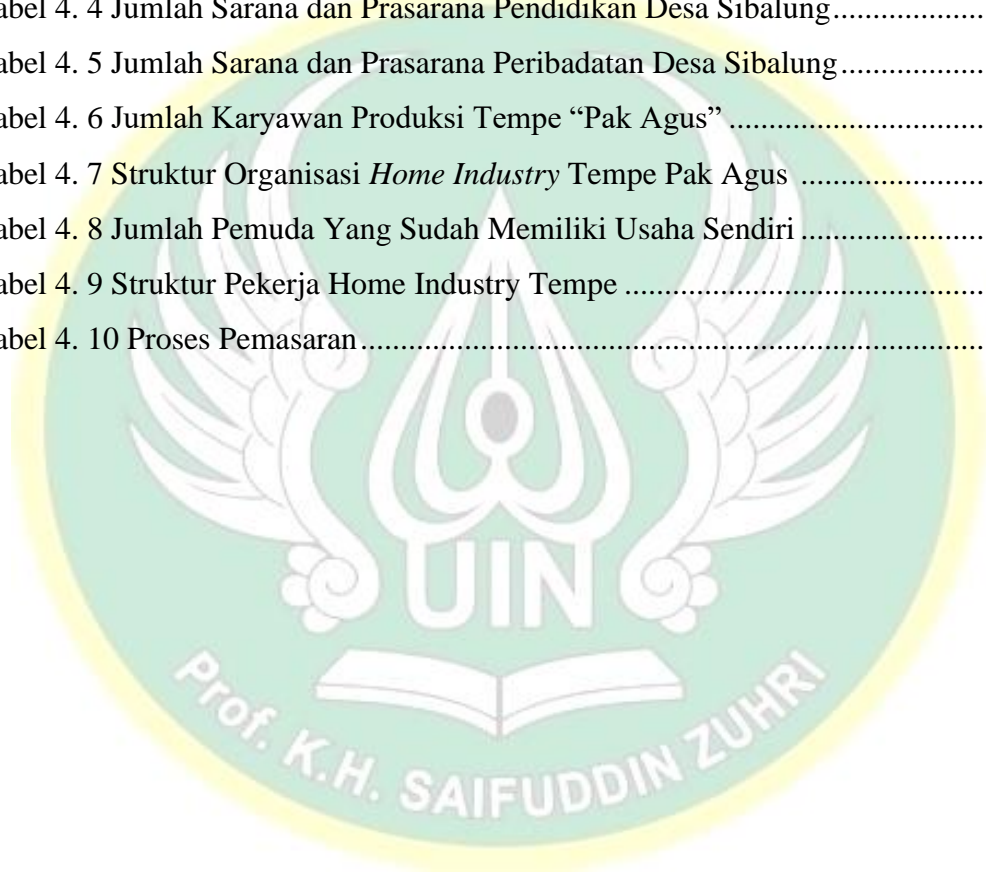 abel 4. 4 Jumlah Sarana dan Prasarana Pendidikan Desa Sibalung....................
abel 4. 5 Jumlah Sarana dan Prasarana Peribadatan Desa Sibalung...................
abel 4. 6 Jumlah Karyawan Produksi Tempe “Pak Agus” .................................
abel 4. 7 Struktur Organisasi Home Industry Tempe Pak Agus ........................
abel 4. 8 Jumlah Pemuda Yang Sudah Memiliki Usaha Sendiri ........................
abel 4. 9 Struktur Pekerja Home Industry Tempe ..............................................
abel 4. 10 Proses Pemasaran...............................................................................
UIN
Prof. K.H. SAIFUDDIN ZUHRI